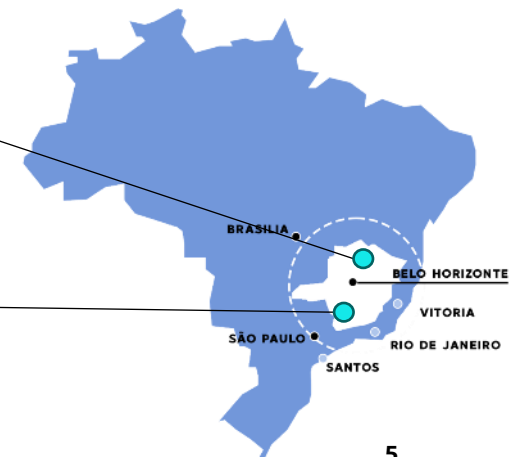 BRASILIA
BELO HORIZONTE
VITORIA
SÃO PAULO
RIO DE JANEIRO
SANTOS
5